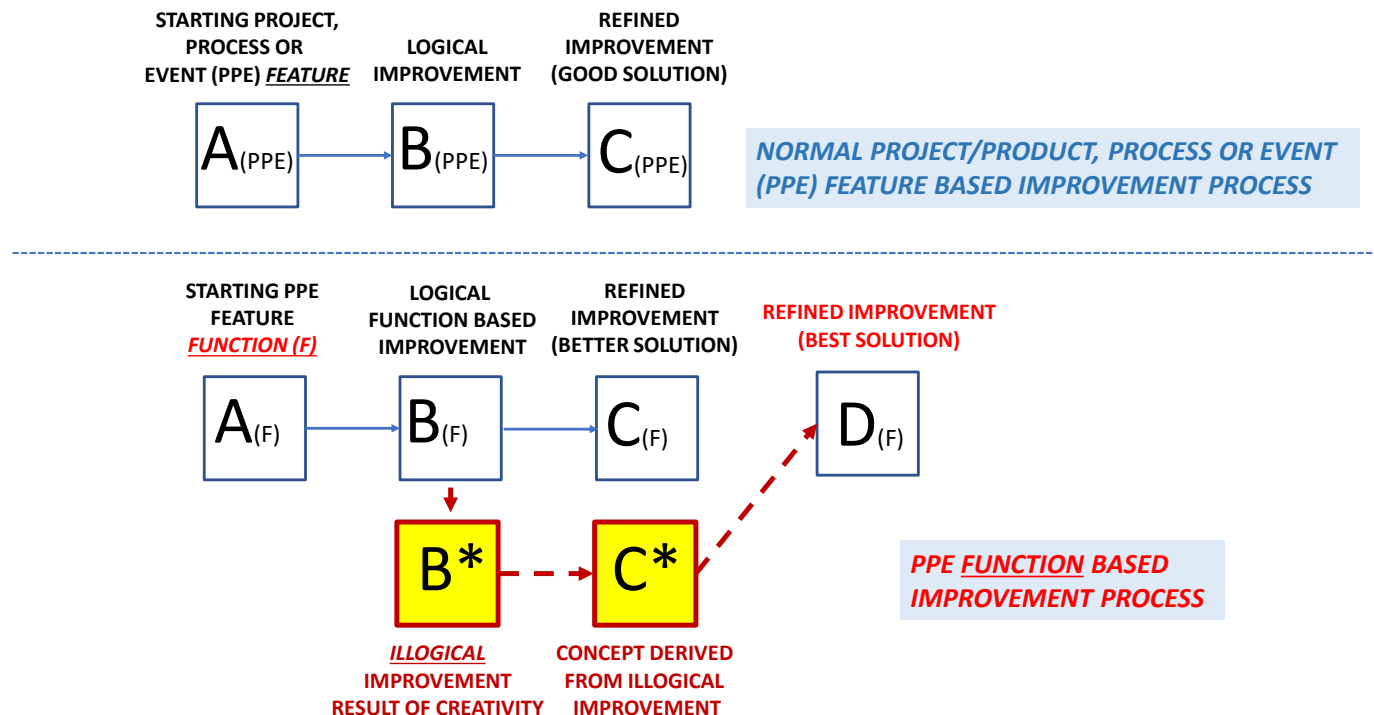 STARTING PROJECT,
PROCESS OR
EVENT (PPE) FEATURE
LOGICAL
IMPROVEMENT
REFINED
IMPROVEMENT
(GOOD SOLUTION)
A(PPE)
B(PPE)
C(PPE)
NORMAL PROJECT/PRODUCT, PROCESS OR EVENT
(PPE) FEATURE BASED IMPROVEMENT PROCESS
STARTING PPE
FEATURE
FUNCTION (F)
LOGICAL
FUNCTION BASED
IMPROVEMENT
REFINED
IMPROVEMENT
(BETTER SOLUTION)
REFINED IMPROVEMENT
(BEST SOLUTION)
A(F)
B(F)
C(F)
D(F)
B*
C*
PPE FUNCTION BASED
IMPROVEMENT PROCESS
ILLOGICAL
IMPROVEMENT
RESULT OF CREATIVITY
CONCEPT DERIVED
FROM ILLOGICAL
IMPROVEMENT